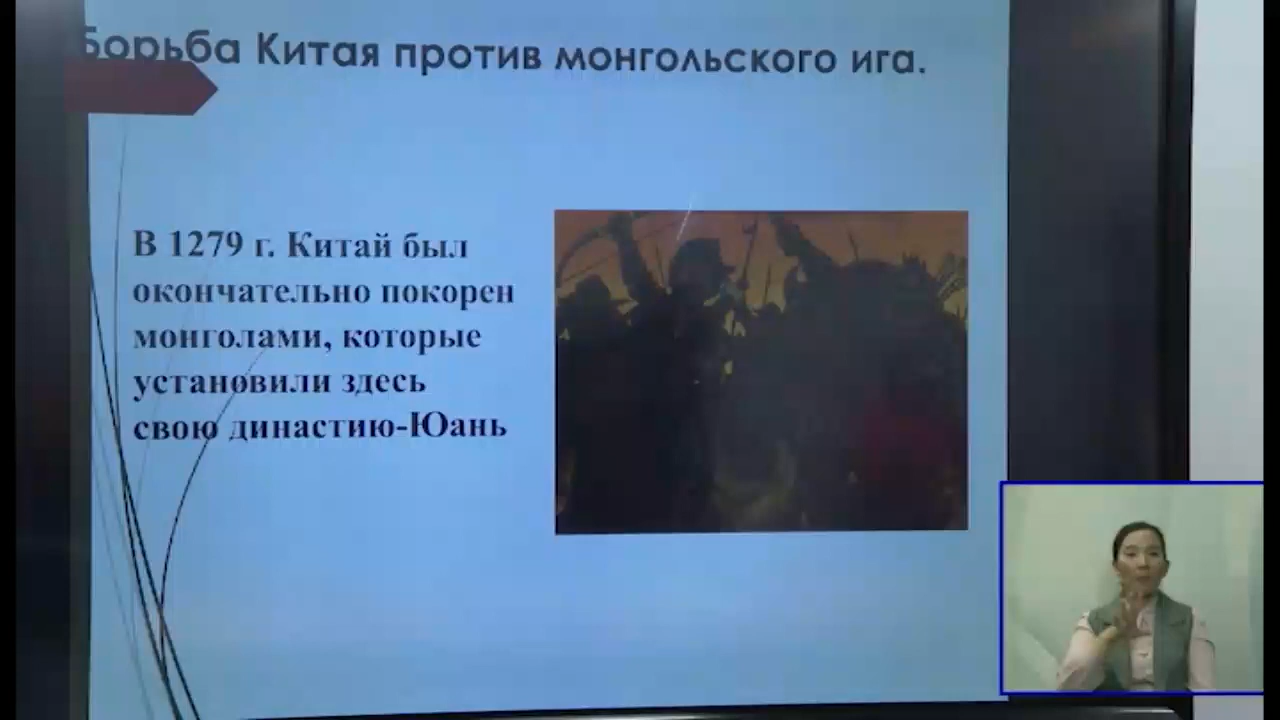 Борьба Китая против монгольского ига.
В 1279 г. Китай был
окончательно покорен
монголами, которые
установили здесь
свою династию-Юань